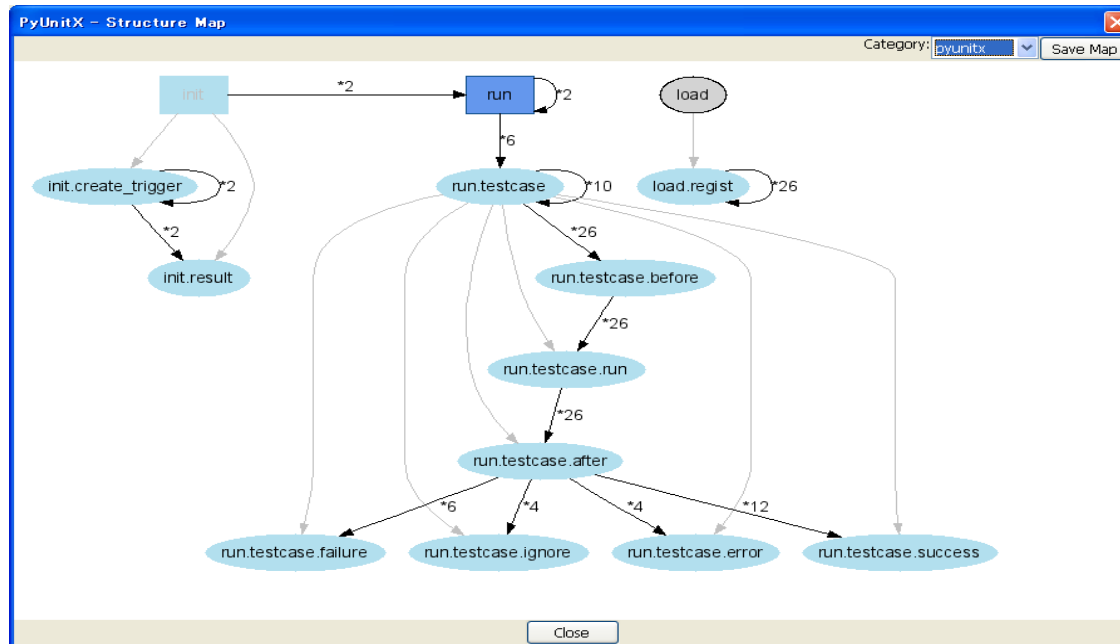 PyUnitX - Structure Map
Category: pyunitx Save Map
init *2 run *2 load
*6
init.create_trigger *2 run.testcase *10 load.regist *26
*2 *26
init.result run.testcase.before
*26
run.testcase.run
*26
run.testcase.after
*6 *4 *4 *12
run.testcase.failure run.testcase.ignore run.testcase.error run.testcase.success
Close